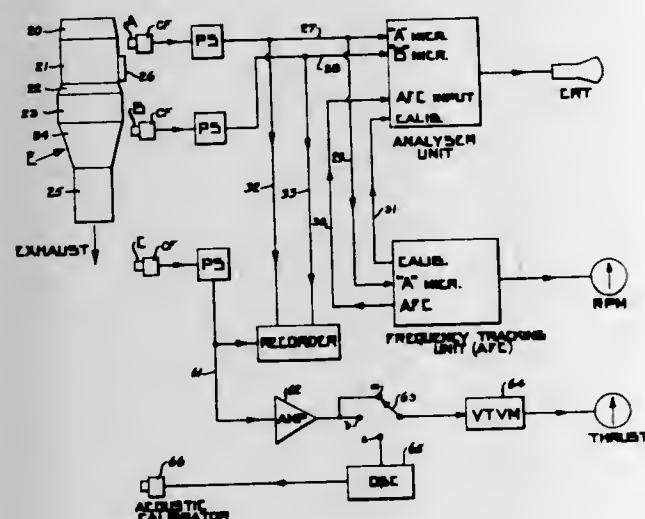 20
21
22
23
24
E
25
EXHAUST
26
A
CF
PS
B
CF
PS
C
CF
PS
27
28
"A" MICR.
"B" MICR.
AFC INPUT
CALIB.
ANALYSER
UNIT
CRT
32
33
30
29
31
CALIB.
"A" MICR.
AFC
FREQUENCY TRACKING
UNIT (AFC)
RPM
RECORDER
61
62
AMP
a
b
63
64
VTVM
THRUST
65
OSC
66
ACOUSTIC
CALIBRATOR